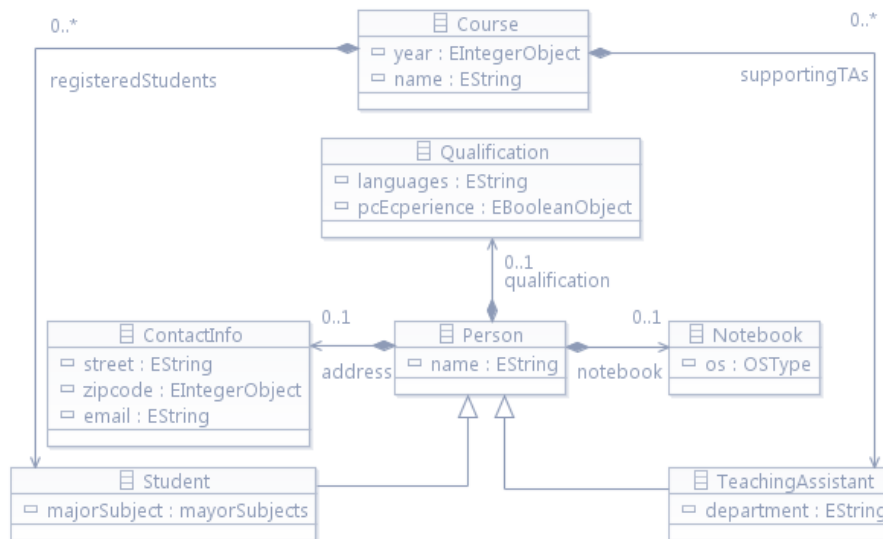 0..*
Course
0..*
year : EIntegerObject
name : EString
registeredStudents
supportingTAs
Qualification
languages : EString
pcEcperience : EBooleanObject
0..1
qualification
0..1
0..1
ContactInfo
Person
Notebook
street : EString
name : EString
os : OSType
zipcode : EIntegerObject
address
notebook
email : EString
Student
TeachingAssistant
majorSubject : mayorSubjects
department : EString